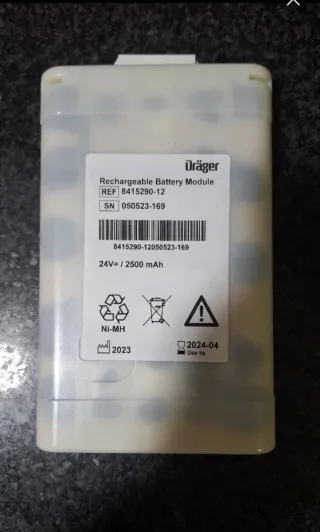 Dräger
Rechargeable Battery Module
REF 8415290-12
SN 050523-169
8415290-12050523-169
24V= / 2500 mAh
Ni-MH
2023
2024-04
Use by